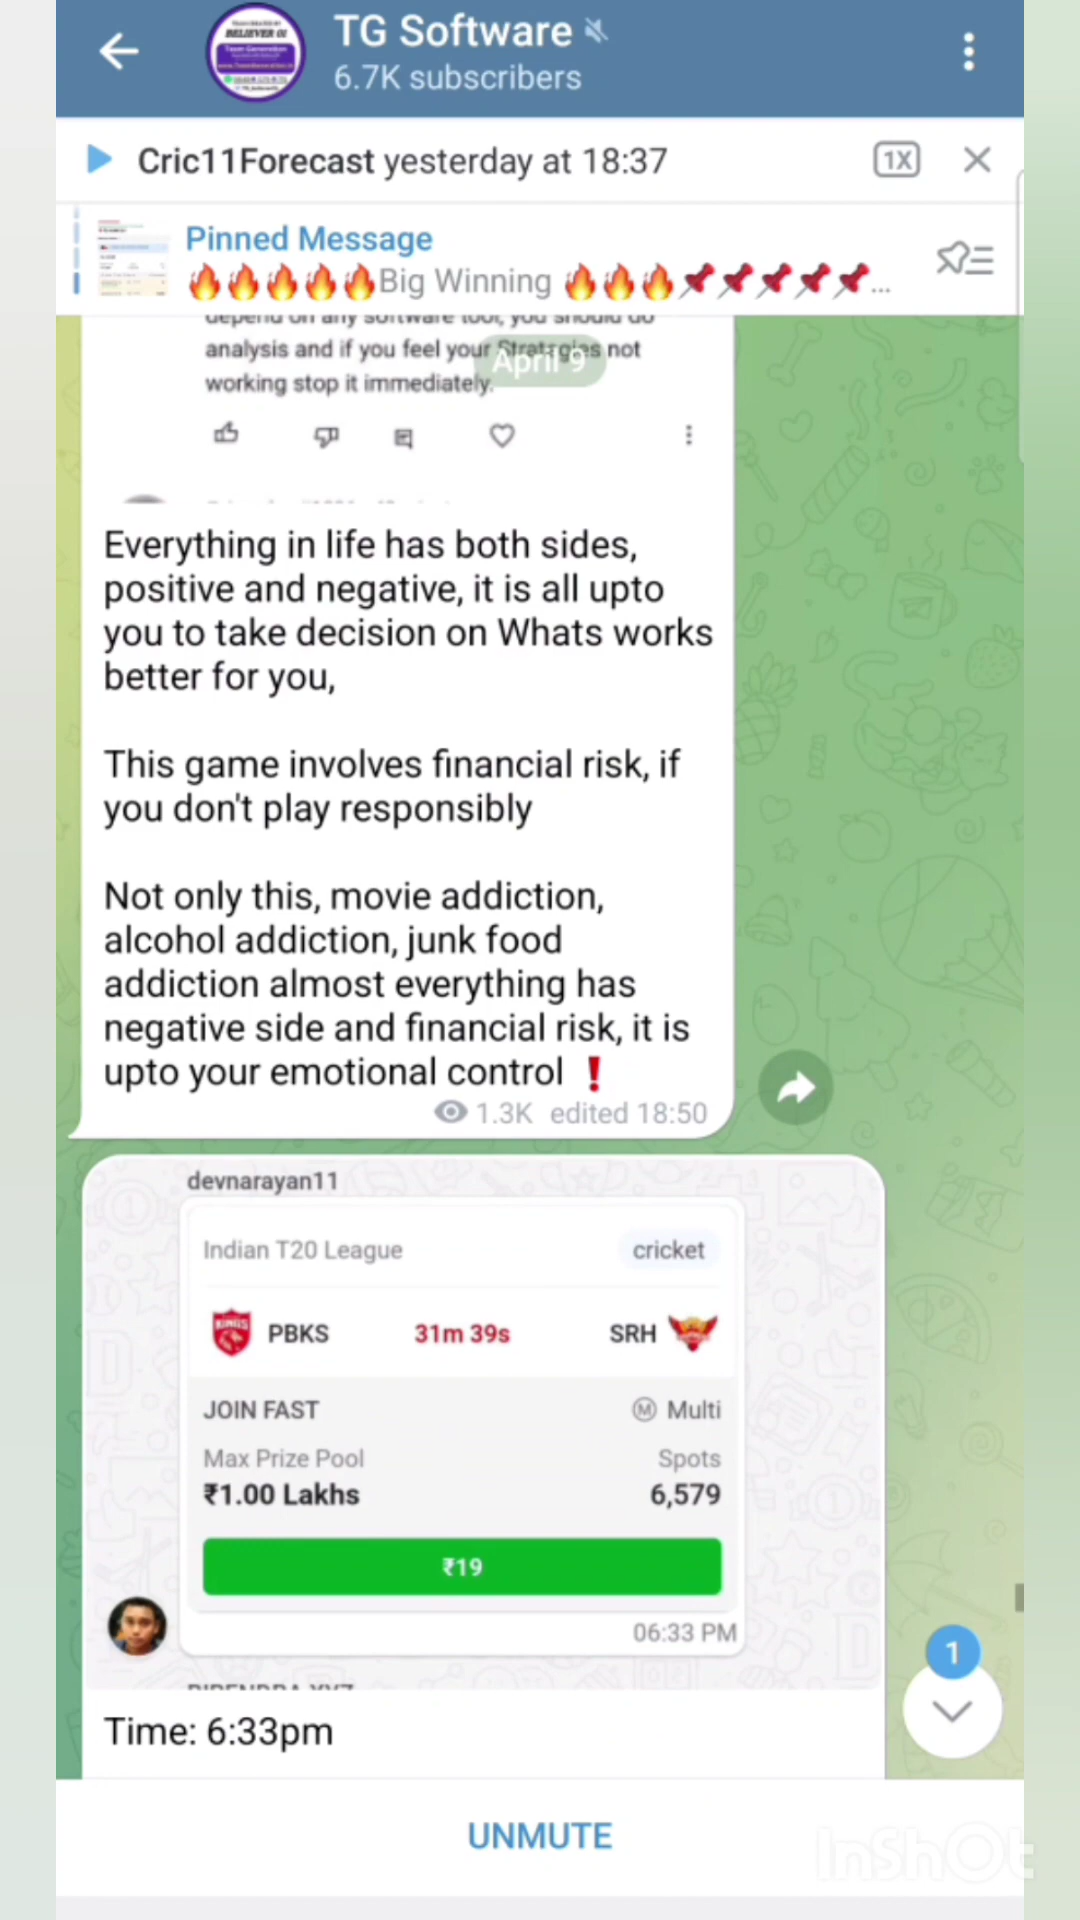 TG Software
6.7K subscribers
BELIEVER 01
Cric11Forecast yesterday at 18:37
1X
Pinned Message
🔥🔥🔥🔥🔥Big Winning 🔥🔥🔥📌📌📌📌📌...
depend on any software tool, you should do
analysis and if you feel your Stratrgies not
April 9
working stop it immediately.
Everything in life has both sides,
positive and negative, it is all upto
you to take decision on Whats works
better for you,
This game involves financial risk, if
you don't play responsibly
Not only this, movie addiction,
alcohol addiction, junk food
addiction almost everything has
negative side and financial risk, it is
upto your emotional control ❗
1.3K edited 18:50
devnarayan11
Indian T20 League cricket
KINGS PBKS 31m 39s SRH
JOIN FAST M Multi
Max Prize Pool Spots
₹1.00 Lakhs 6,579
₹19
06:33 PM
Time: 6:33pm
1
UNMUTE
InShOt